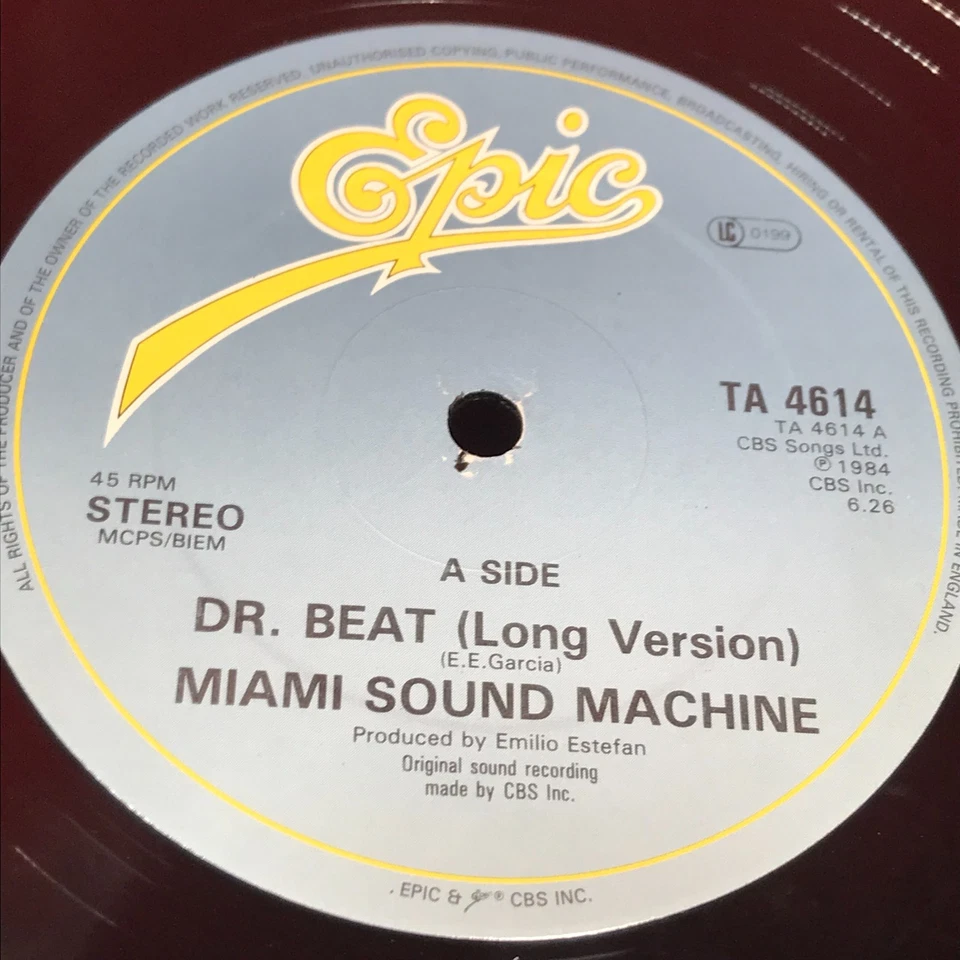 ALL RIGHTS OF THE PRODUCER AND OF THE OWNER OF THE RECORDED WORK RESERVED. UNAUTHORISED COPYING, PUBLIC PERFORMANCE, BROADCASTING, HIRING OR RENTAL OF THIS RECORDING PROHIBITED. MADE IN ENGLAND.
Epic
LC 0199
TA 4614
TA 4614 A
CBS Songs Ltd.
℗ 1984
CBS Inc.
6.26
45 RPM
STEREO
MCPS/BIEM
A SIDE
DR. BEAT (Long Version)
(E.E.Garcia)
MIAMI SOUND MACHINE
Produced by Emilio Estefan
Original sound recording
made by CBS Inc.
. EPIC & Epic ® CBS INC.